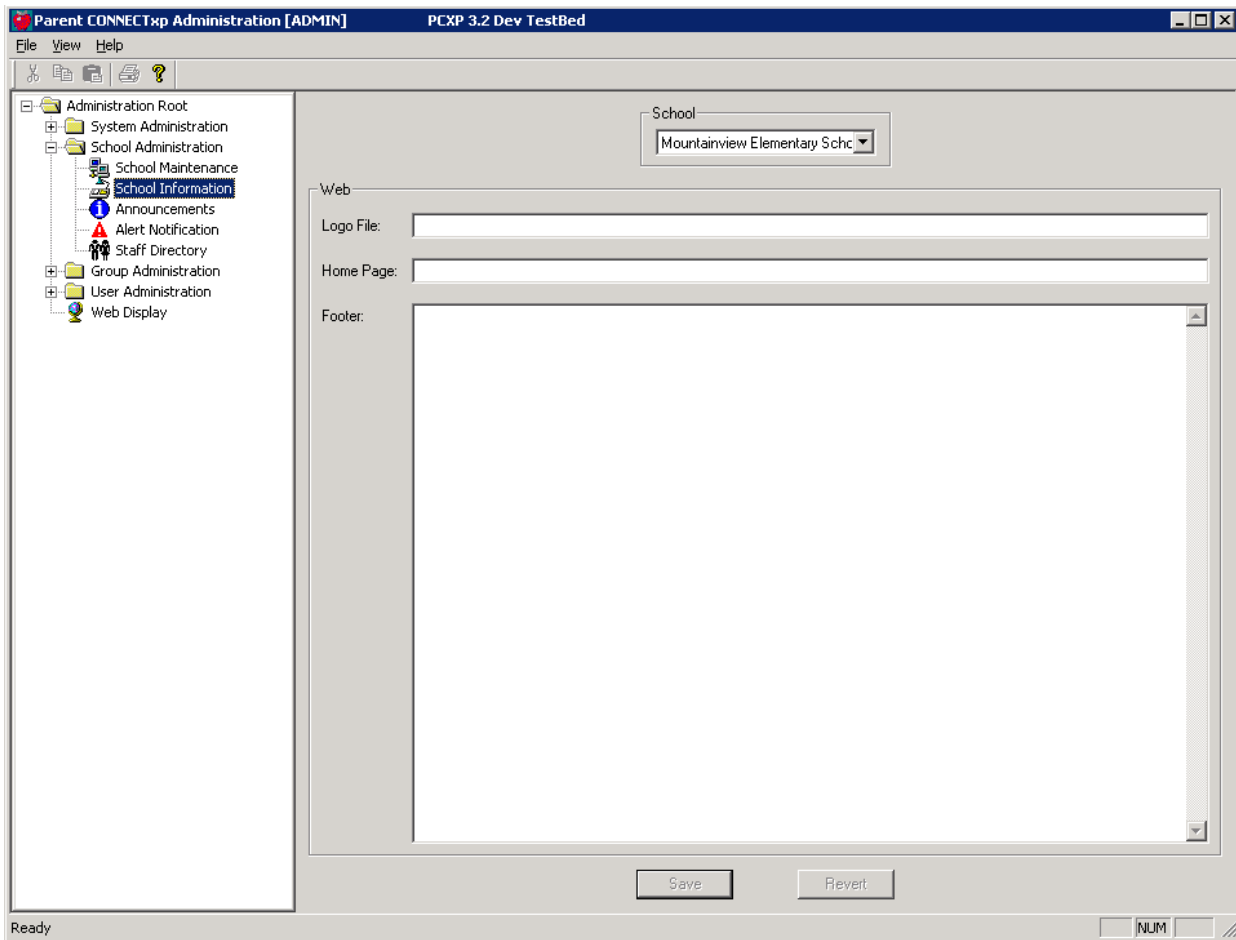 Parent CONNECTxp Administration [ADMIN] PCXP 3.2 Dev TestBed
File View Help
Administration Root
System Administration
School Administration
School Maintenance
School Information
Announcements
Alert Notification
Staff Directory
Group Administration
User Administration
Web Display
School
Mountainview Elementary Schc
Web
Logo File:
Home Page:
Footer:
Save Revert
Ready NUM